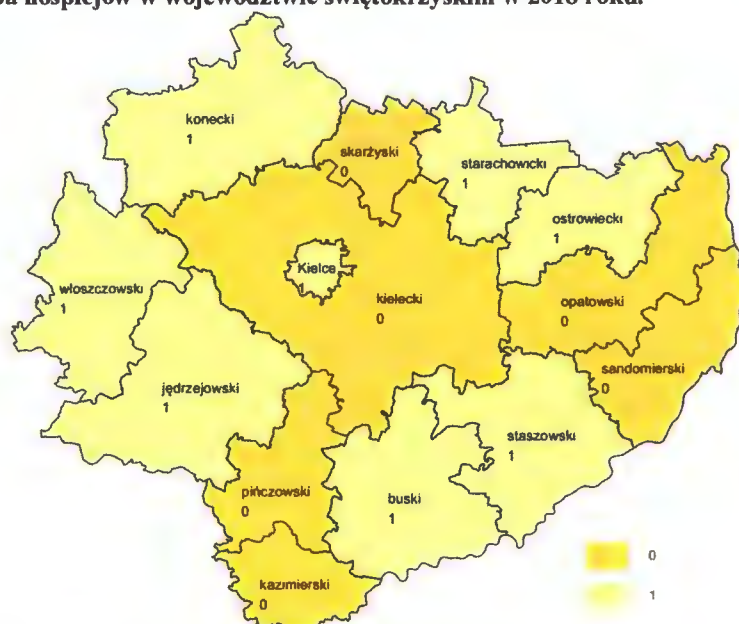 hospicjów w województwie świętokrzyskim w 2018 roku.
konecki
1
skarżyski
0
starachowicki
1
ostrowiecki
1
Kielce
włoszczowski
1
kielecki
0
opatowski
0
sandomierski
0
jędrzejowski
1
staszowski
1
pińczowski
0
buski
1
kazimierski
0
0
1